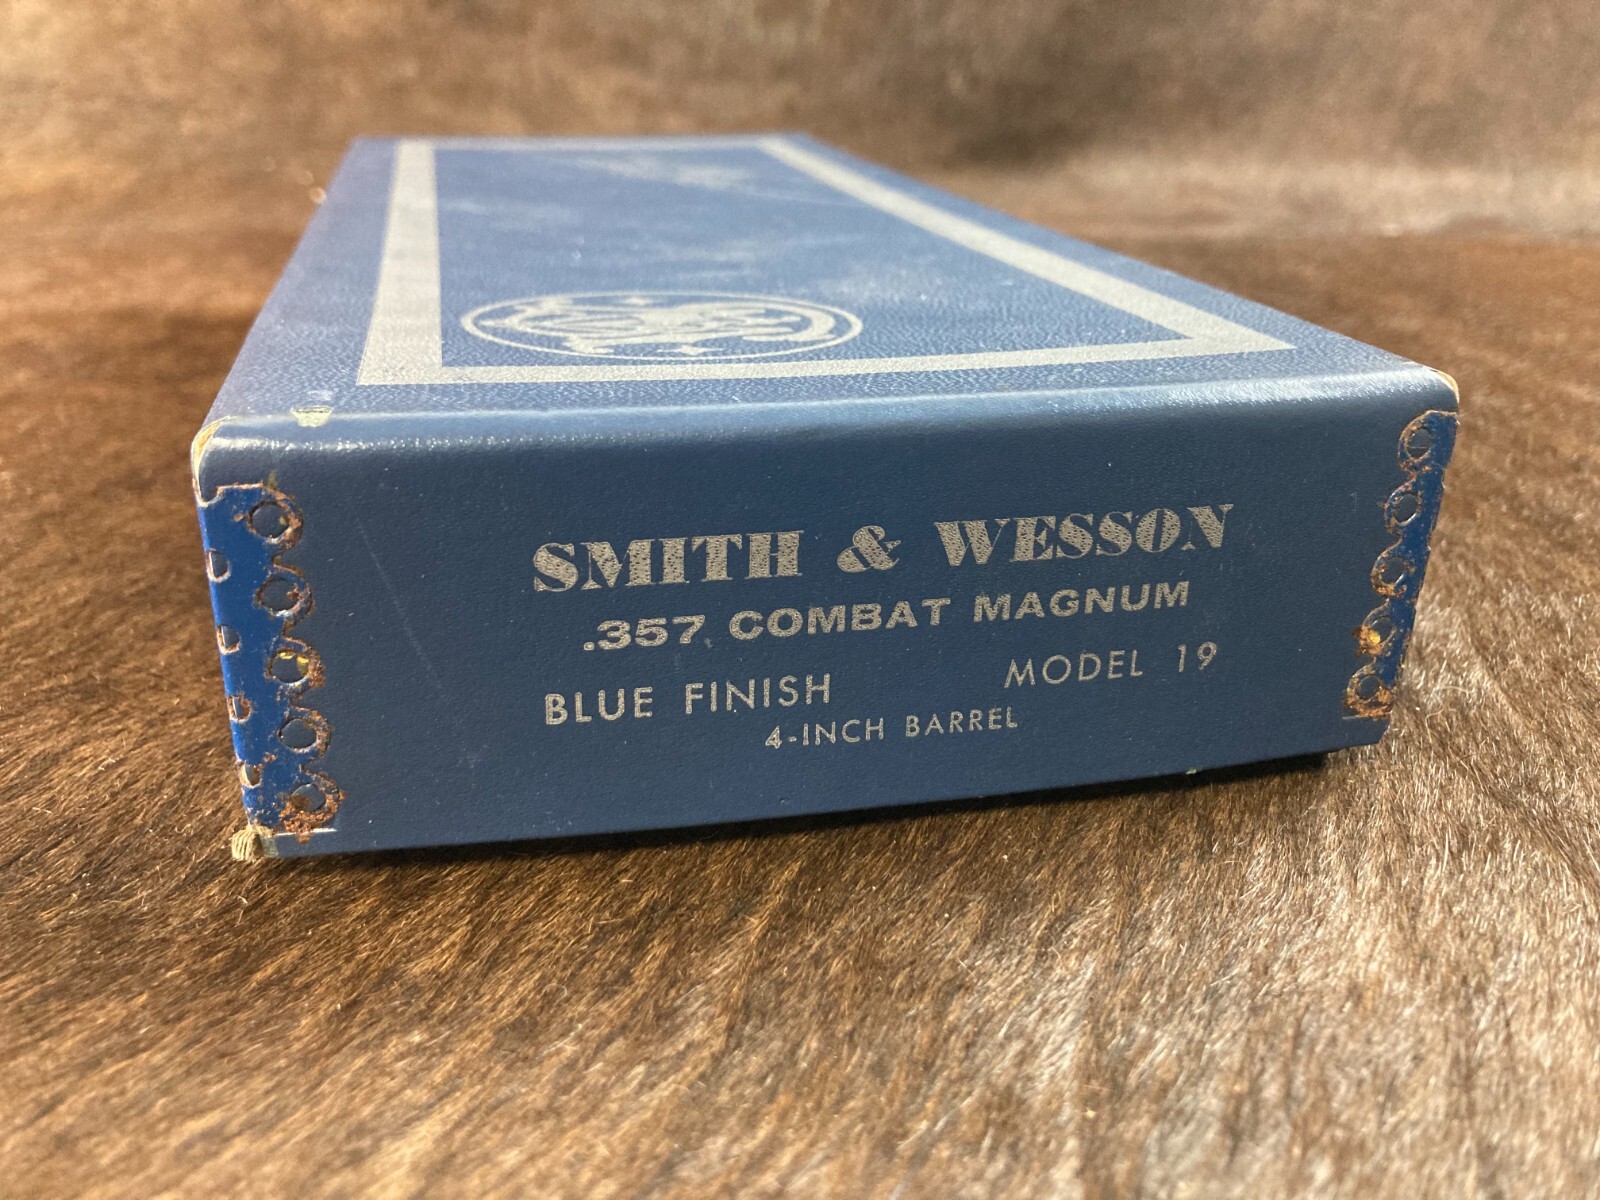 SMITH & WESSON
.357 COMBAT MAGNUM
BLUE FINISH MODEL 19
4-INCH BARREL